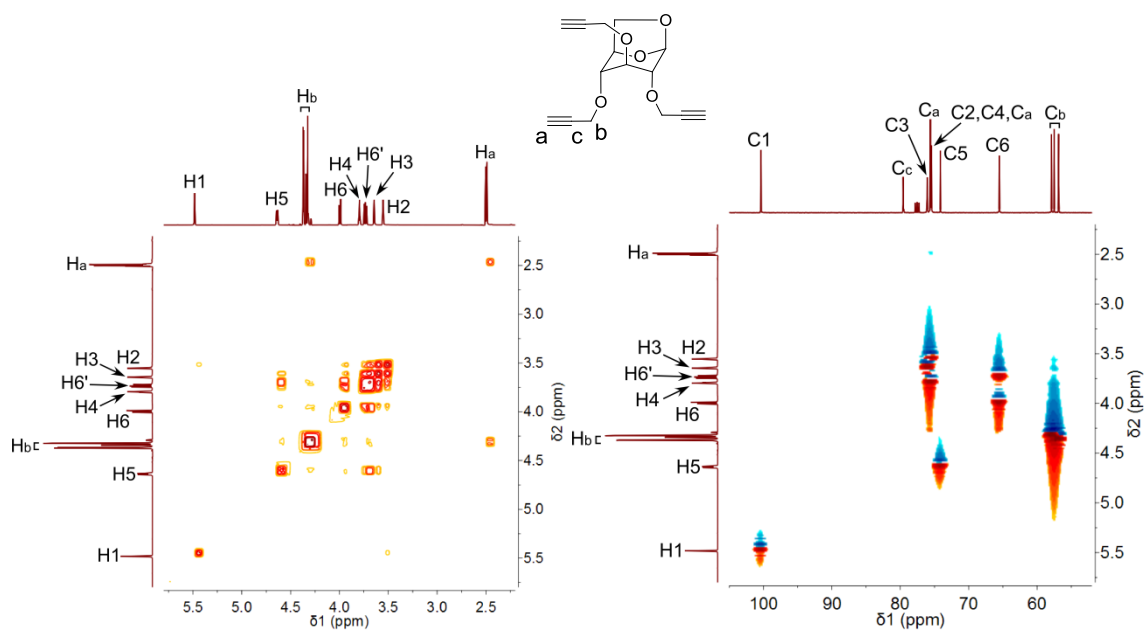 O
O
O
O
O
a
c
b
Hb
H1
H5
H6
H4
H6'
H3
H2
Ha
Ha
H3
H2
H6'
H4
H6
Hb
H5
H1
2.5
3.0
3.5
4.0
4.5
5.0
5.5
δ2 (ppm)
5.5
5.0
4.5
4.0
3.5
3.0
2.5
δ1 (ppm)
C1
Cc
C3
Ca
C2,C4,Ca
C5
C6
Cb
Ha
H3
H2
H6'
H4
H6
Hb
H5
H1
2.5
3.0
3.5
4.0
4.5
5.0
5.5
δ2 (ppm)
100
90
80
70
60
δ1 (ppm)